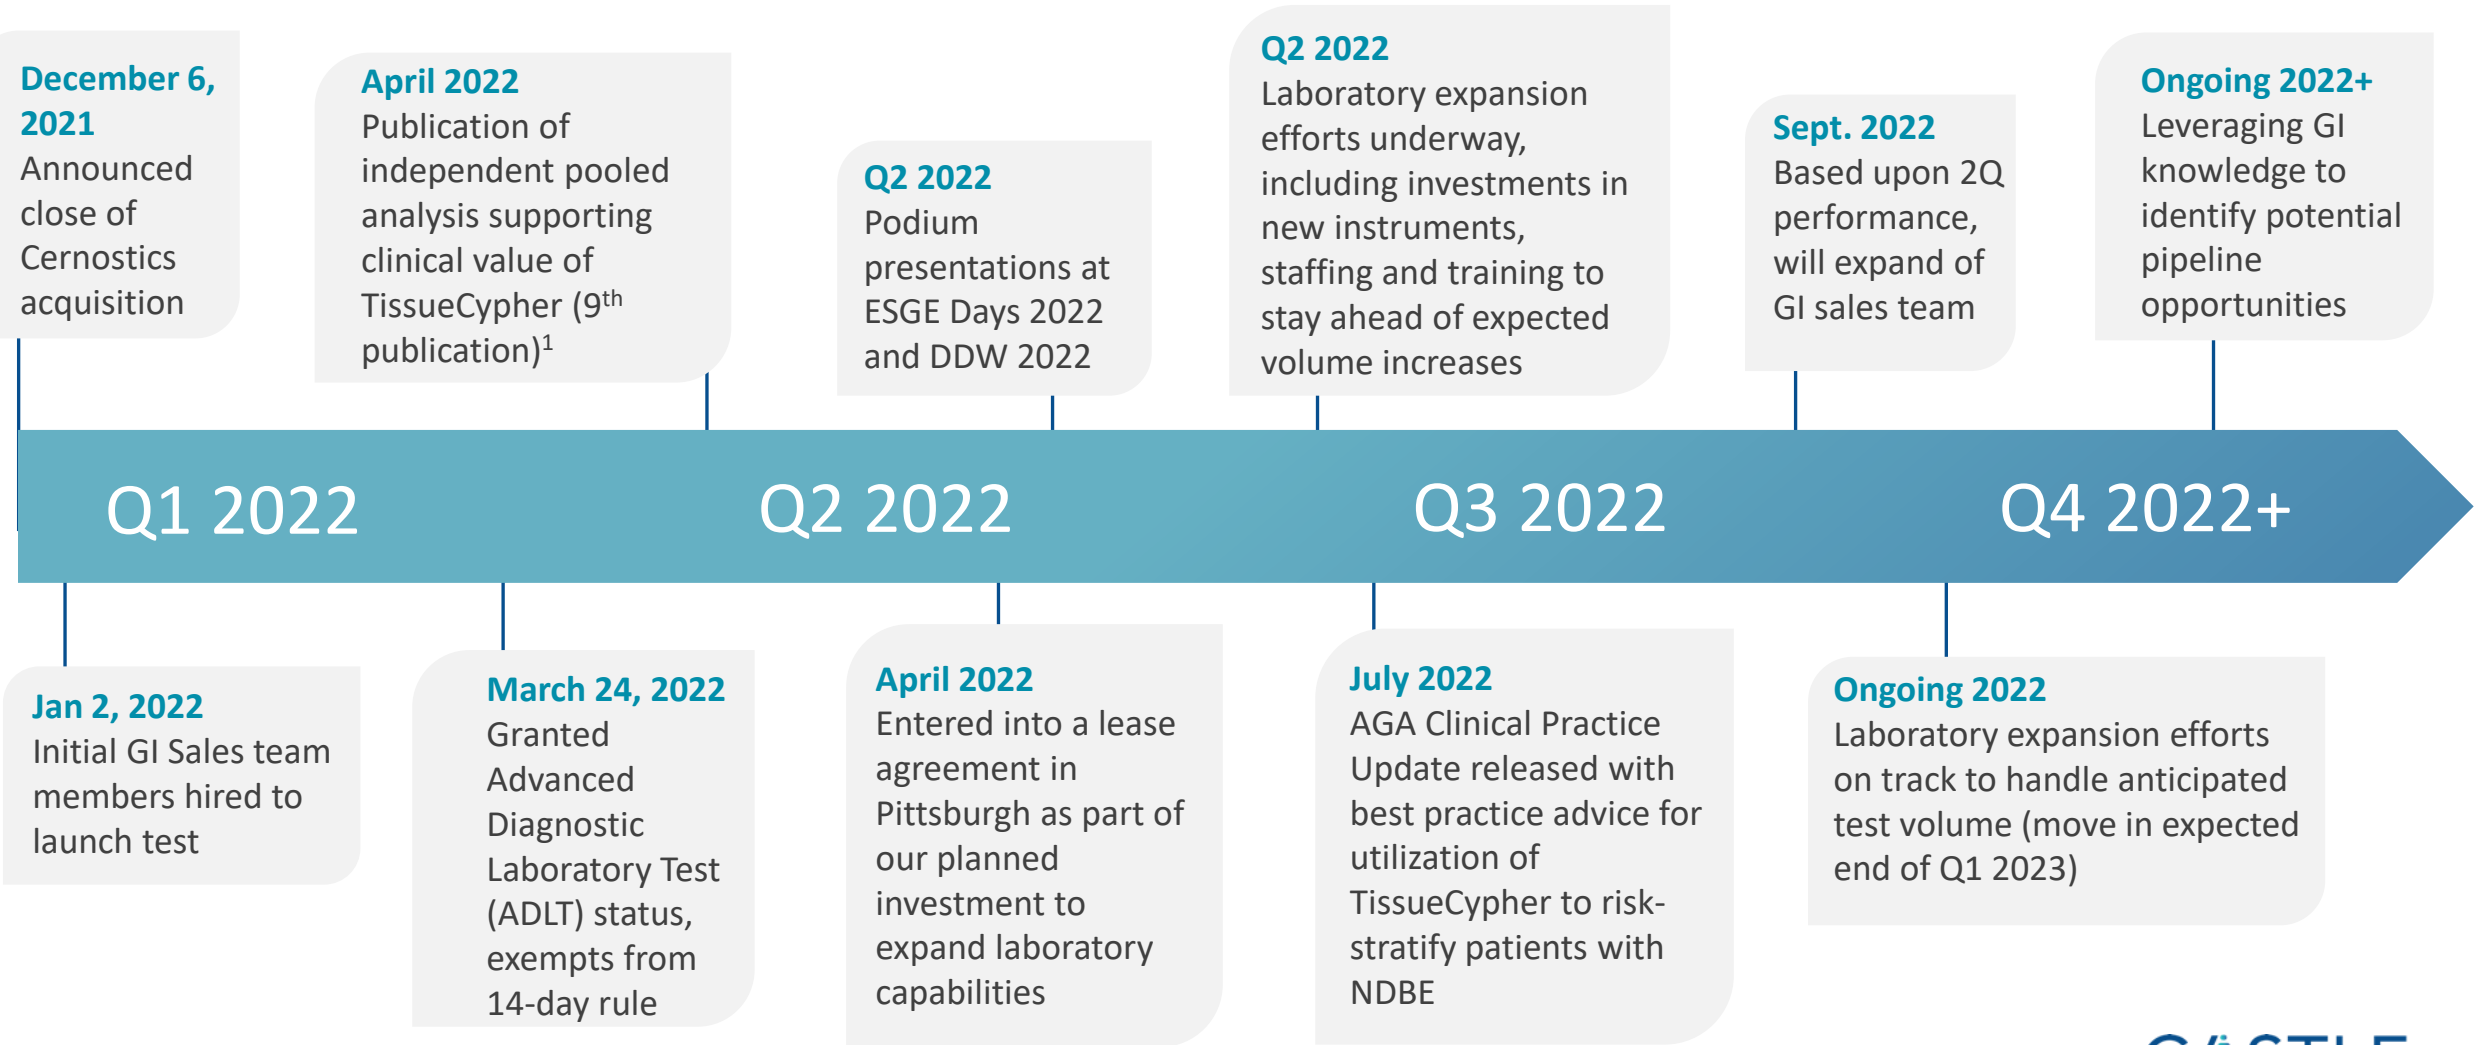 December 6,
2021
Announced
close of
Cernostics
acquisition
April 2022
Publication of
independent pooled
analysis supporting
clinical value of
TissueCypher (9th
publication)1
Q2 2022
Podium
presentations at
ESGE Days 2022
and DDW 2022
Q2 2022
Laboratory expansion
efforts underway,
including investments in
new instruments,
staffing and training to
stay ahead of expected
volume increases
Sept. 2022
Based upon 2Q
performance,
will expand of
GI sales team
Ongoing 2022+
Leveraging GI
knowledge to
identify potential
pipeline
opportunities
Q1 2022
Q2 2022
Q3 2022
Q4 2022+
Jan 2, 2022
Initial GI Sales team
members hired to
launch test
March 24, 2022
Granted
Advanced
Diagnostic
Laboratory Test
(ADLT) status,
exempts from
14-day rule
April 2022
Entered into a lease
agreement in
Pittsburgh as part of
our planned
investment to
expand laboratory
capabilities
July 2022
AGA Clinical Practice
Update released with
best practice advice for
utilization of
TissueCypher to risk-
stratify patients with
NDBE
Ongoing 2022
Laboratory expansion efforts
on track to handle anticipated
test volume (move in expected
end of Q1 2023)